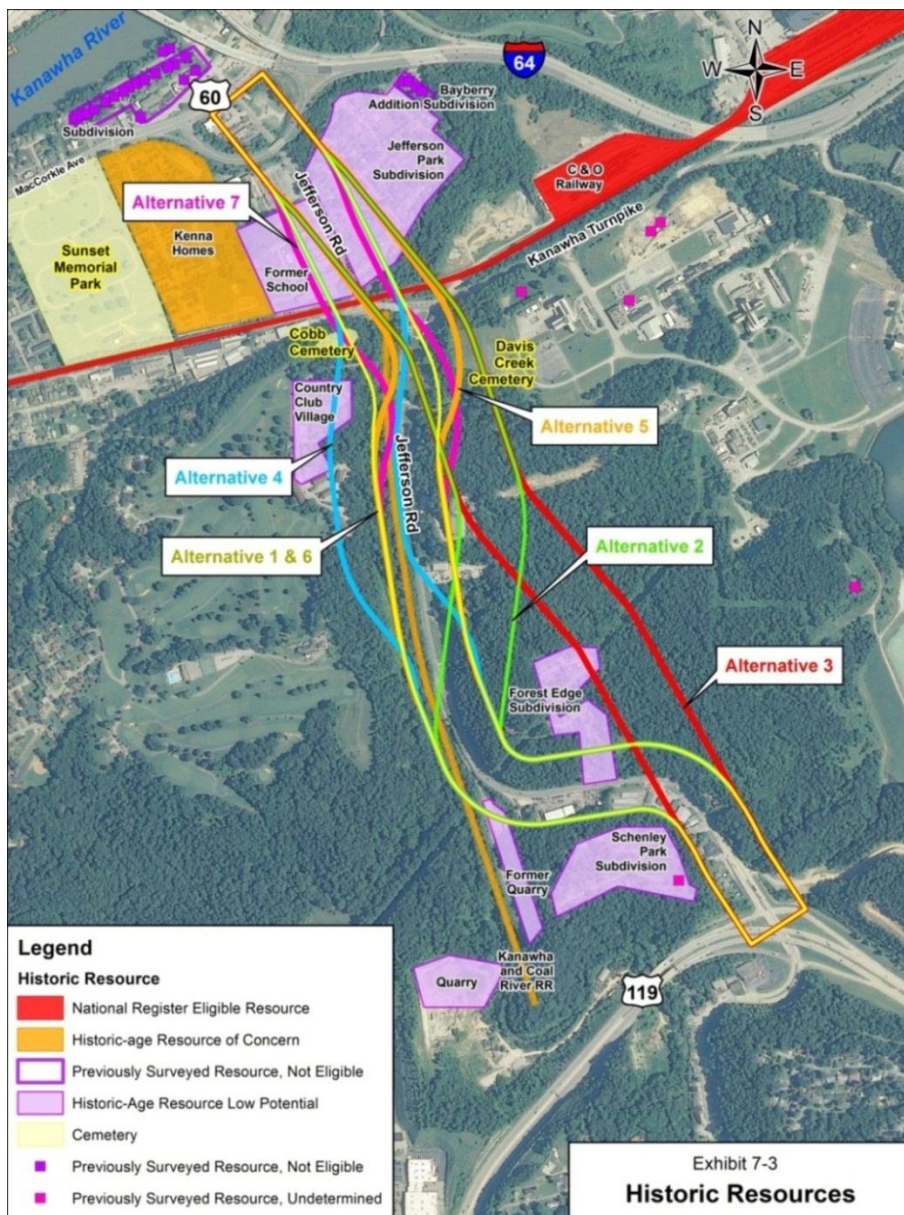 Kanawha River
64
N
W
E
S
60
Bayberry
Addition Subdivision
Subdivision
Jefferson
Park
Subdivision
C & O
Railway
MacCorkle Ave
Alternative 7
Jefferson Rd
Kanawha Turnpike
Kenna
Homes
Sunset
Memorial
Park
Former
School
Cobb
Cemetery
Davis
Creek
Cemetery
Country
Club
Village
Alternative 5
Alternative 4
Jefferson Rd
Alternative 1 & 6
Alternative 2
Alternative 3
Forest Edge
Subdivision
Schenley
Park
Subdivision
Former
Quarry
Kanawha
and Coal
River RR
Quarry
119
Legend
Historic Resource
National Register Eligible Resource
Historic-age Resource of Concern
Previously Surveyed Resource, Not Eligible
Historic-Age Resource Low Potential
Cemetery
Previously Surveyed Resource, Not Eligible
Previously Surveyed Resource, Undetermined
Exhibit 7-3
Historic Resources